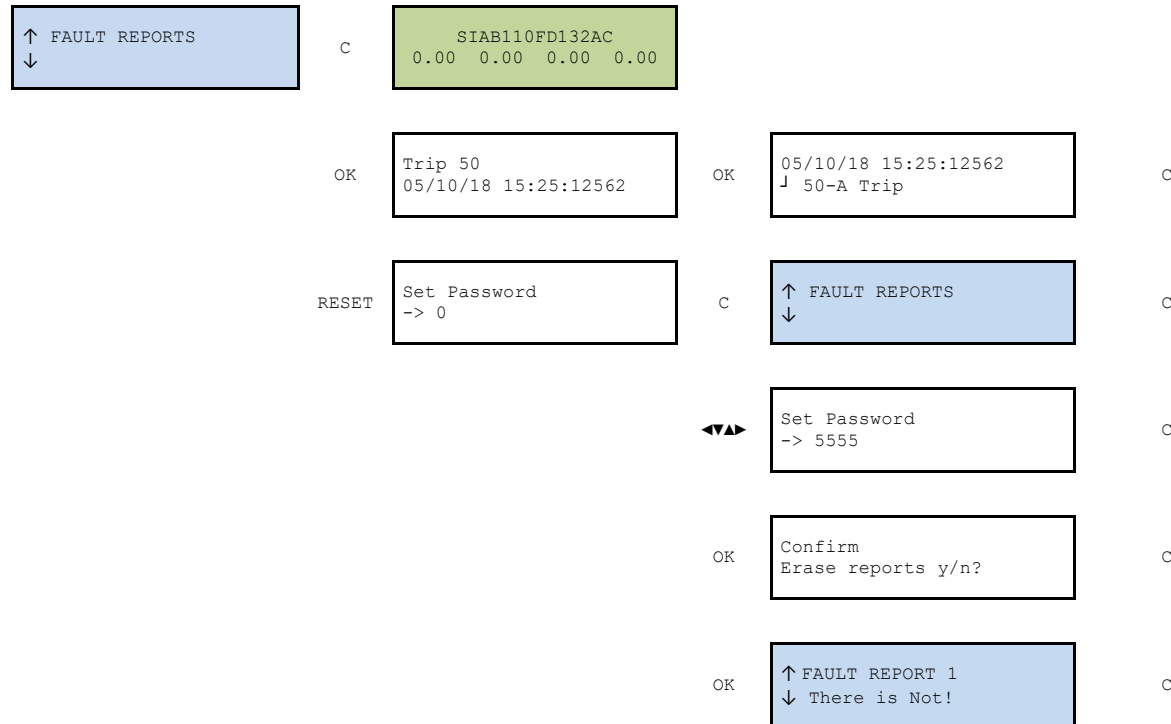 ↑ FAULT REPORTS
↓
C
SIAB110FD132AC
0.00 0.00 0.00 0.00
OK
Trip 50
05/10/18 15:25:12562
OK
05/10/18 15:25:12562
┘ 50-A Trip
C
RESET
Set Password
-> 0
C
↑ FAULT REPORTS
↓
C
◄▼▲►
Set Password
-> 5555
C
OK
Confirm
Erase reports y/n?
C
OK
↑ FAULT REPORT 1
↓ There is Not!
C